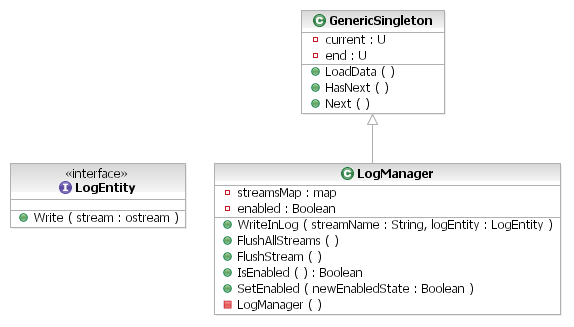 GenericSingleton
current : U
end : U
LoadData ( )
HasNext ( )
Next ( )
«interface»
LogEntity
Write ( stream : ostream )
LogManager
streamsMap : map
enabled : Boolean
WriteInLog ( streamName : String, logEntity : LogEntity )
FlushAllStreams ( )
FlushStream ( )
IsEnabled ( ) : Boolean
SetEnabled ( newEnabledState : Boolean )
LogManager ( )